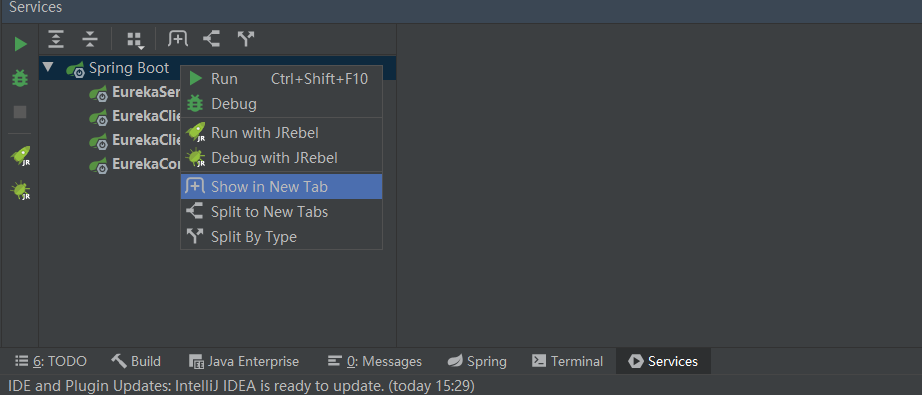 Services
Spring Boot
EurekaSer
EurekaClie
EurekaClie
EurekaCor
Run Ctrl+Shift+F10
Debug
Run with JRebel
Debug with JRebel
Show in New Tab
Split to New Tabs
Split By Type
JR
JR
6: TODO Build Java Enterprise 0: Messages Spring Terminal Services
IDE and Plugin Updates: IntelliJ IDEA is ready to update. (today 15:29)